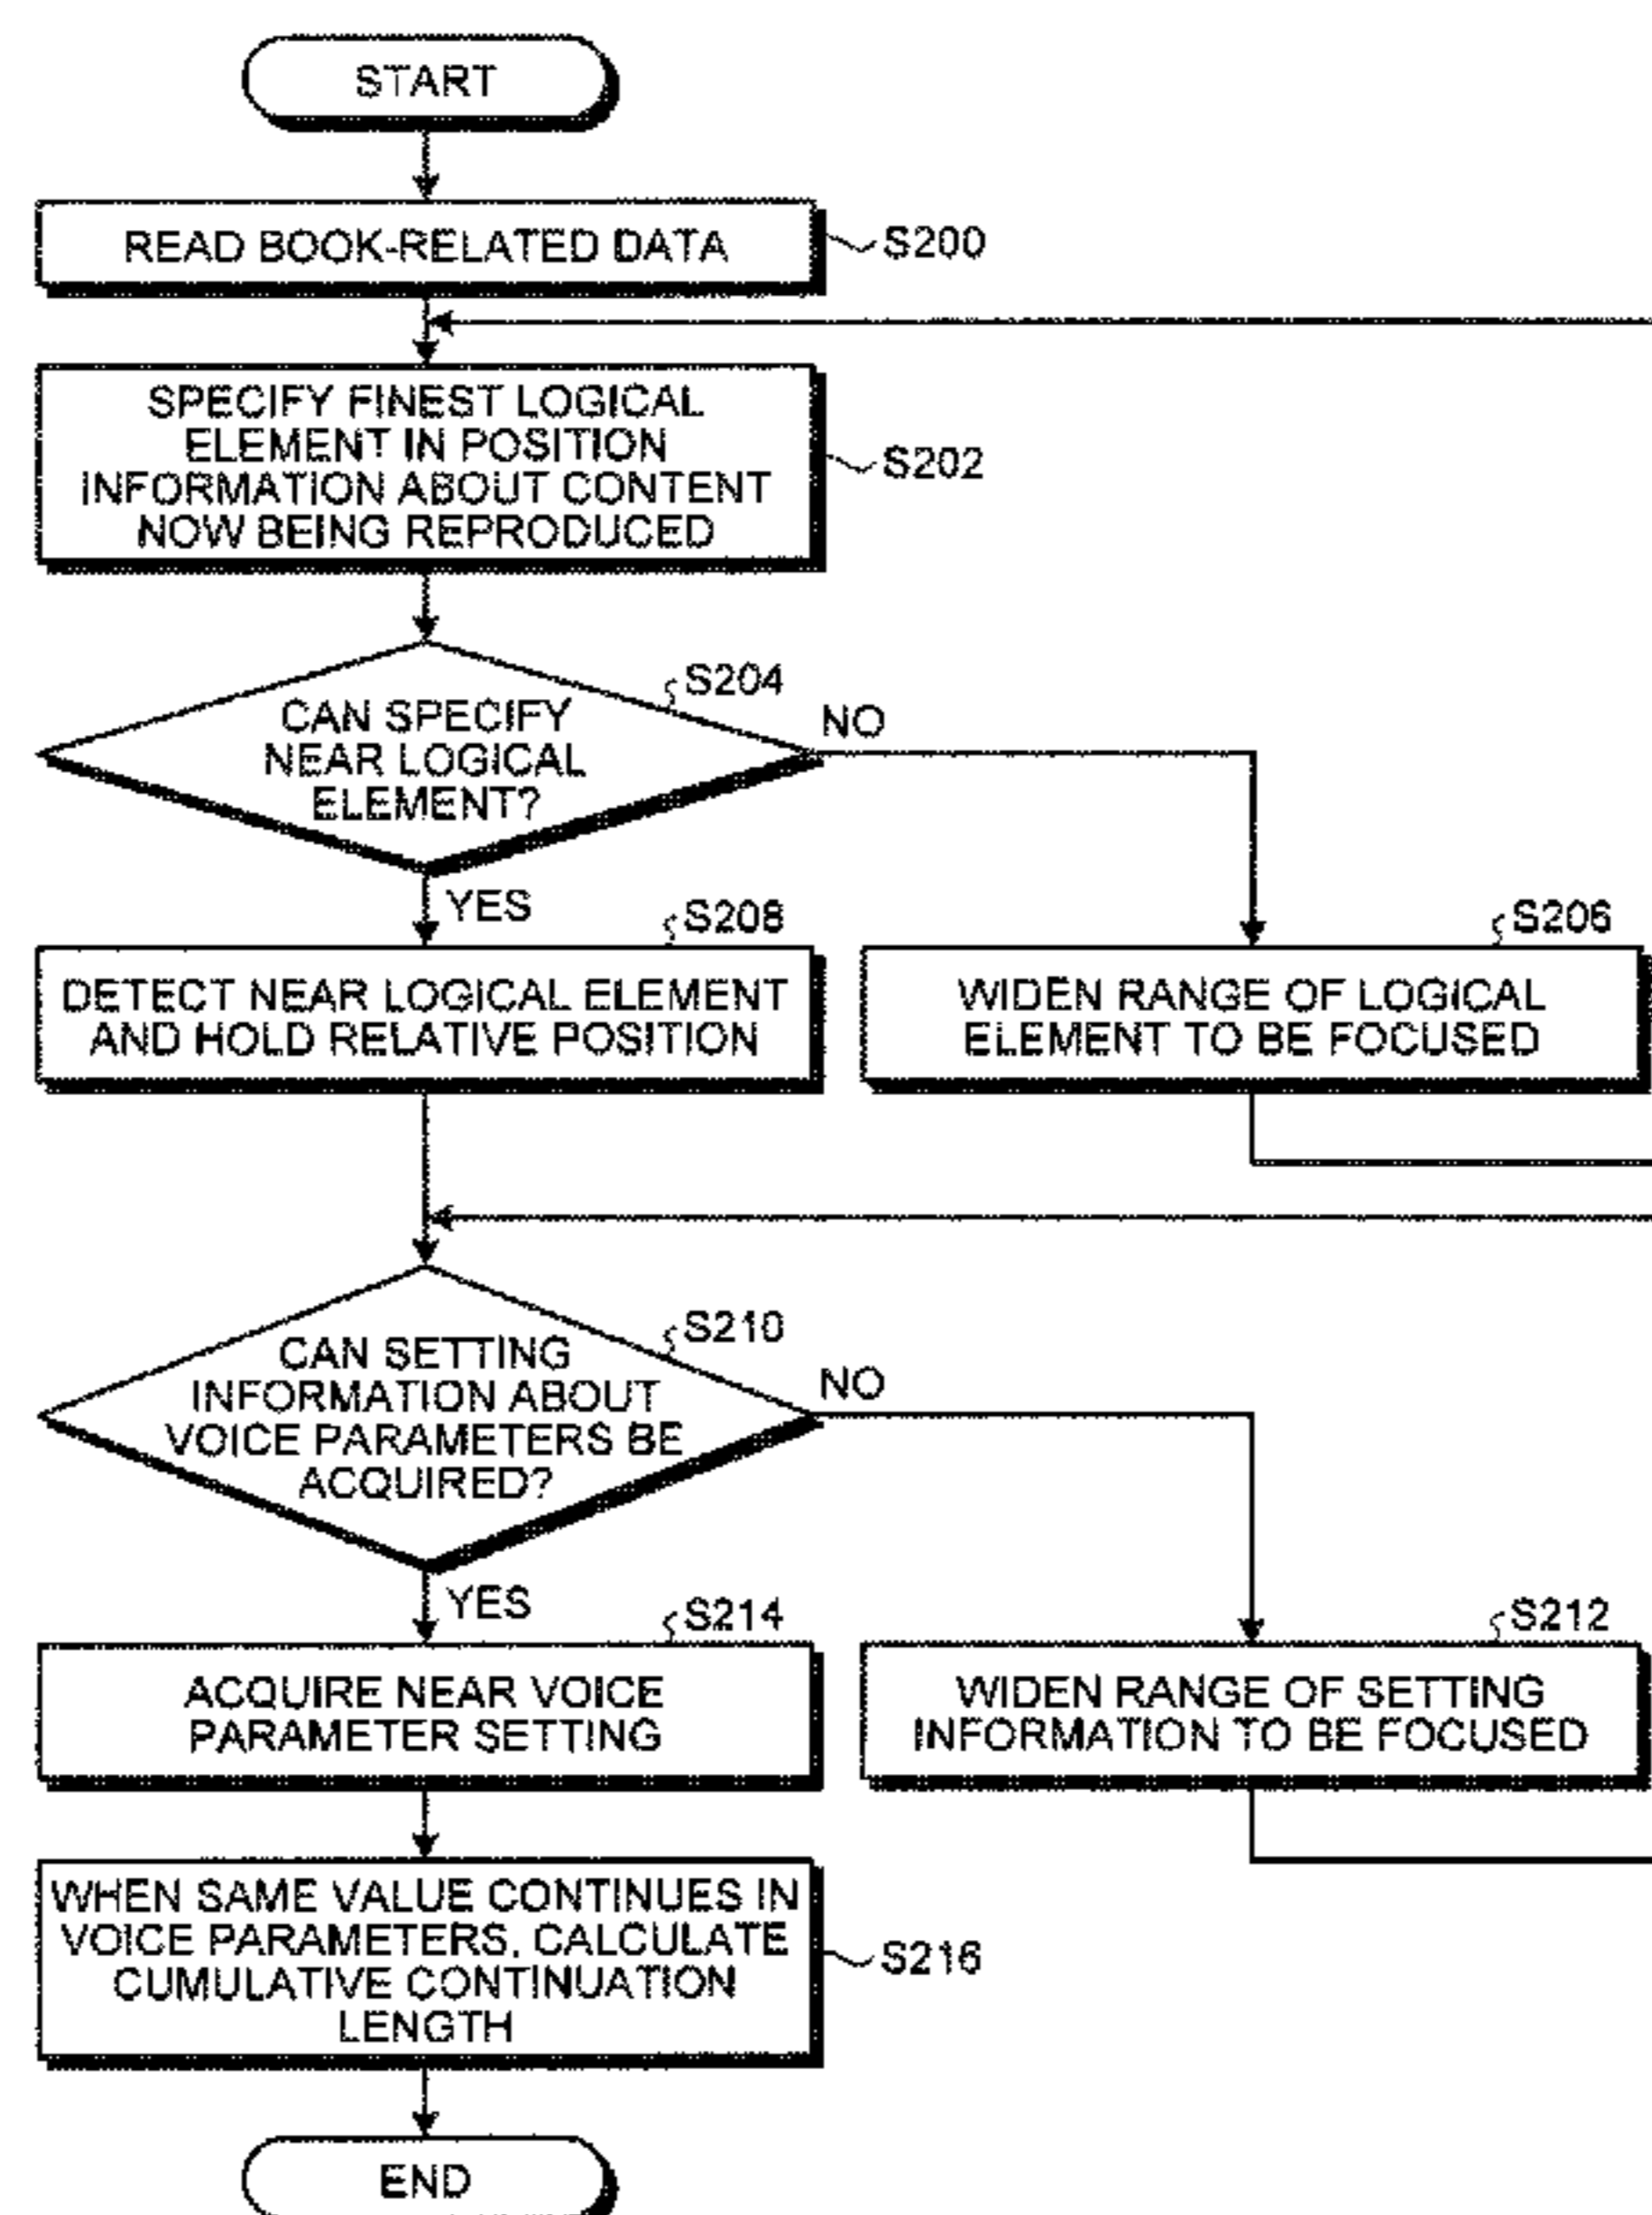 START
READ BOOK-RELATED DATA
S200
SPECIFY FINEST LOGICAL
ELEMENT IN POSITION
INFORMATION ABOUT CONTENT
NOW BEING REPRODUCED
S202
S204
CAN SPECIFY
NEAR LOGICAL
ELEMENT?
NO
YES
S208
DETECT NEAR LOGICAL ELEMENT
AND HOLD RELATIVE POSITION
S206
WIDEN RANGE OF LOGICAL
ELEMENT TO BE FOCUSED
S210
CAN SETTING
INFORMATION ABOUT
VOICE PARAMETERS BE
ACQUIRED?
NO
YES
S214
ACQUIRE NEAR VOICE
PARAMETER SETTING
S212
WIDEN RANGE OF SETTING
INFORMATION TO BE FOCUSED
WHEN SAME VALUE CONTINUES IN
VOICE PARAMETERS, CALCULATE
CUMULATIVE CONTINUATION
LENGTH
S216
END